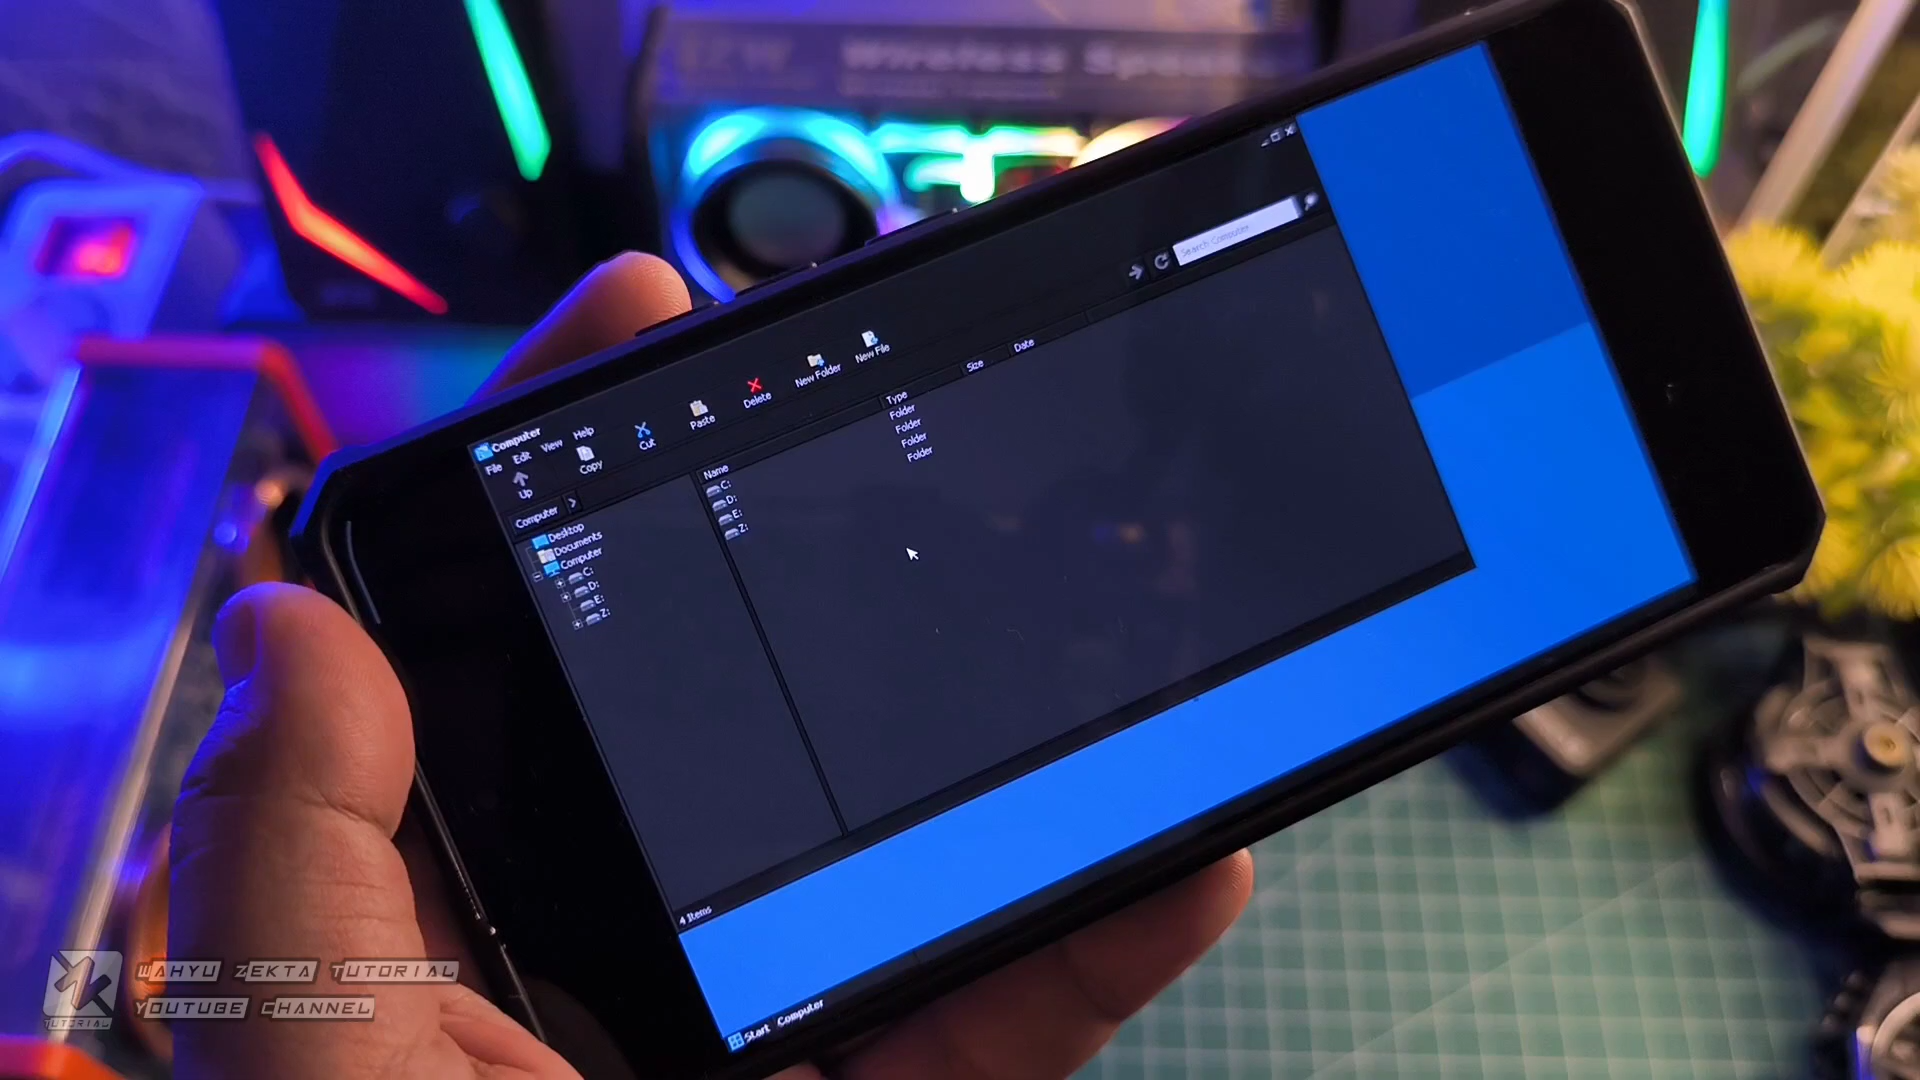 Wireless
Computer
File Edit View Help
Up Copy Cut Paste Delete New Folder New File
Computer >
Search Computer
Desktop
Documents
Computer
C:
D:
E:
Z:
Name Type Size Date
C: Folder
D: Folder
E: Folder
Z: Folder
4 Items
Start Computer
WAHYU ZEKTA TUTORIAL
YOUTUBE CHANNEL
TUTORIAL